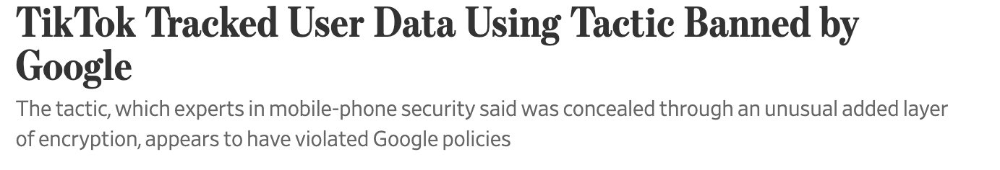 TikTok Tracked User Data Using Tactic Banned by
Google
The tactic, which experts in mobile-phone security said was concealed through an unusual added layer
of encryption, appears to have violated Google policies